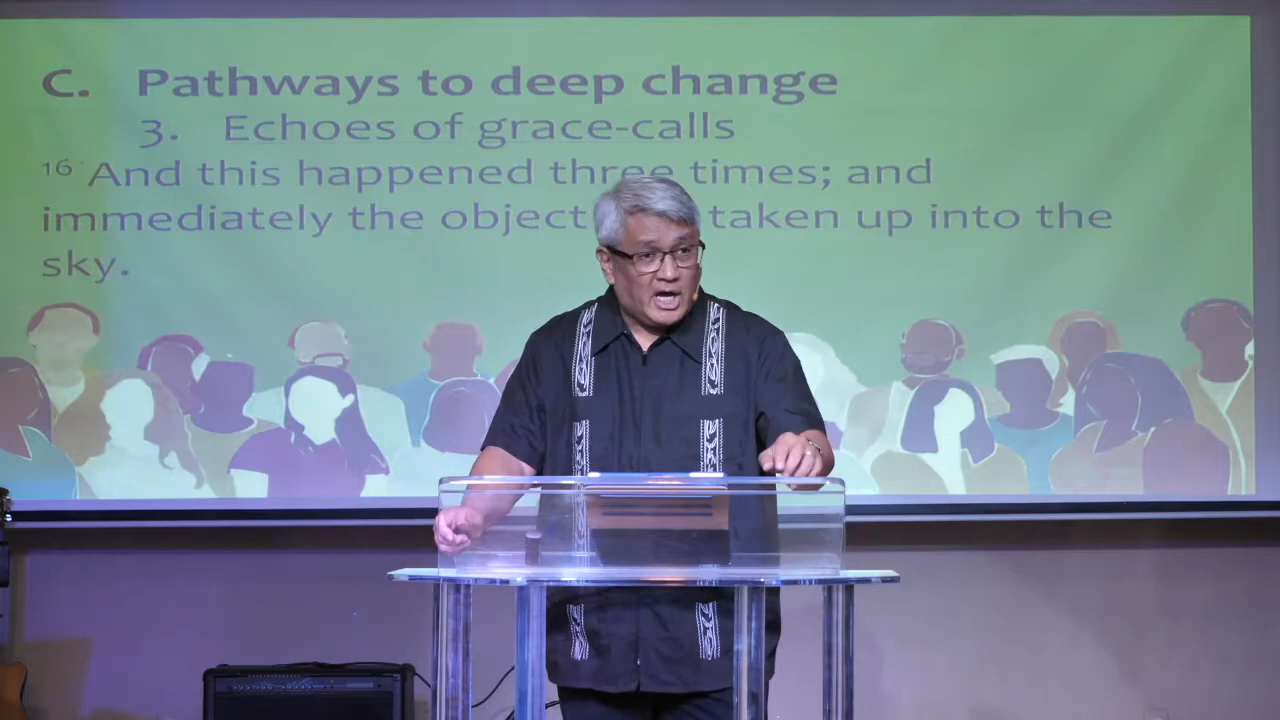 C. Pathways to deep change
3. Echoes of grace-calls
16 And this happened three times; and
immediately the object taken up into the
sky.